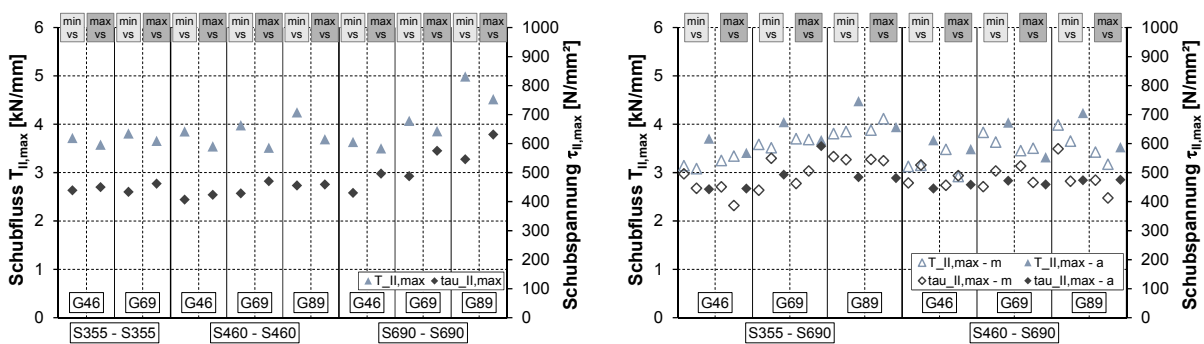 min vs max vs min vs max vs min vs max vs min vs max vs min vs max vs min vs max vs min vs max vs min vs max vs
Schubfluss T_II,max [kN/mm]
6
5
4
3
2
1
0
1000
900
800
700
600
500
400
300
200
100
0
Schubspannung τ_II,max [N/mm²]
T_II,max tau_II,max
G46 G69 G46 G69 G89 G46 G69 G89
S355 - S355 S460 - S460 S690 - S690
min vs max vs min vs max vs min vs max vs min vs max vs min vs max vs min vs max vs
Schubfluss T_II,max [kN/mm]
6
5
4
3
2
1
0
1000
900
800
700
600
500
400
300
200
100
0
Schubspannung τ_II,max [N/mm²]
T_II,max - m T_II,max - a
tau_II,max - m tau_II,max - a
G46 G69 G89 G46 G69 G89
S355 - S690 S460 - S690